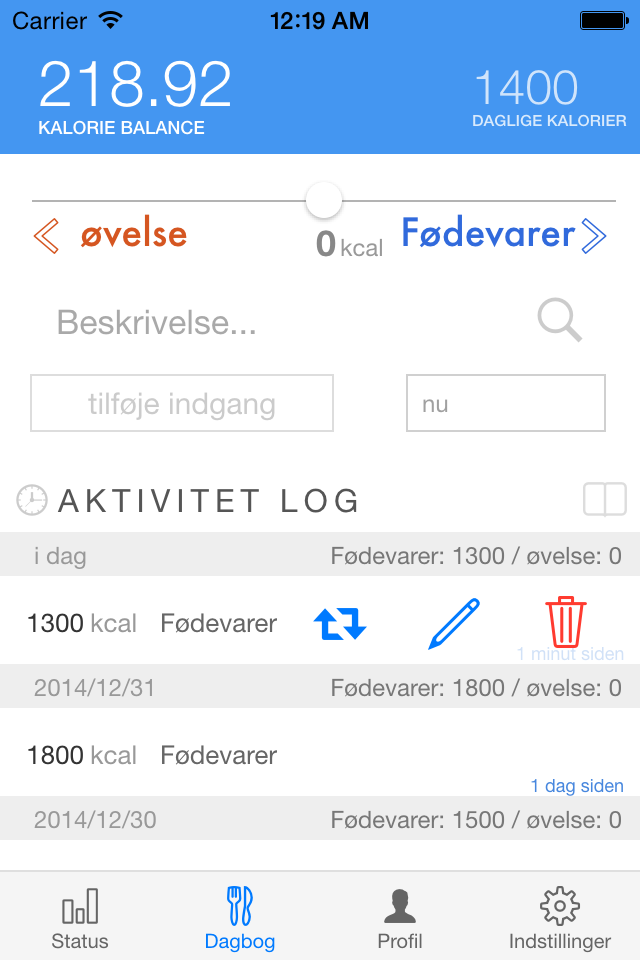 Carrier 12:19 AM
218.92 1400
KALORIE BALANCE DAGLIGE KALORIER
øvelse 0 kcal Fødevarer
Beskrivelse...
tilføje indgang nu
AKTIVITET LOG
i dag Fødevarer: 1300 / øvelse: 0
1300 kcal Fødevarer
1 minut siden
2014/12/31 Fødevarer: 1800 / øvelse: 0
1800 kcal Fødevarer
1 dag siden
2014/12/30 Fødevarer: 1500 / øvelse: 0
Status Dagbog Profil Indstillinger